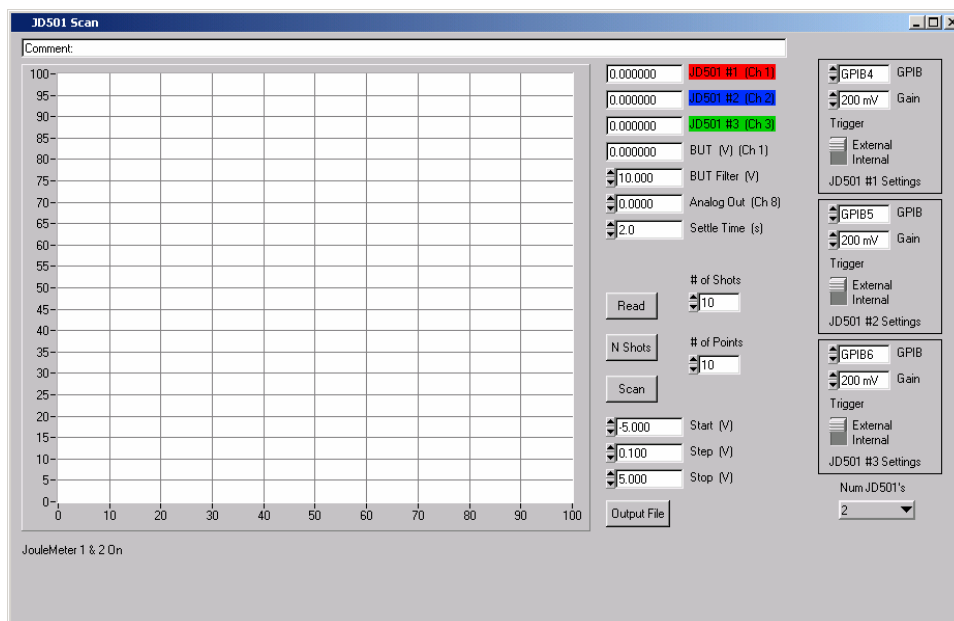 JD501 Scan
Comment:
100
95
90
85
80
75
70
65
60
55
50
45
40
35
30
25
20
15
10
5
0
0 10 20 30 40 50 60 70 80 90 100
JouleMeter 1 & 2 On
0.000000 JD501 #1 (Ch 1)
0.000000 JD501 #2 (Ch 2)
0.000000 JD501 #3 (Ch 3)
0.000000 BUT (V) (Ch 1)
10.000 BUT Filter (V)
0.0000 Analog Out (Ch 8)
2.0 Settle Time (s)
# of Shots
Read 10
N Shots # of Points
10
Scan
-5.000 Start (V)
0.100 Step (V)
5.000 Stop (V)
Output File
GPIB4 GPIB
200 mV Gain
Trigger
External
Internal
JD501 #1 Settings
GPIB5 GPIB
200 mV Gain
Trigger
External
Internal
JD501 #2 Settings
GPIB6 GPIB
200 mV Gain
Trigger
External
Internal
JD501 #3 Settings
Num JD501's
2